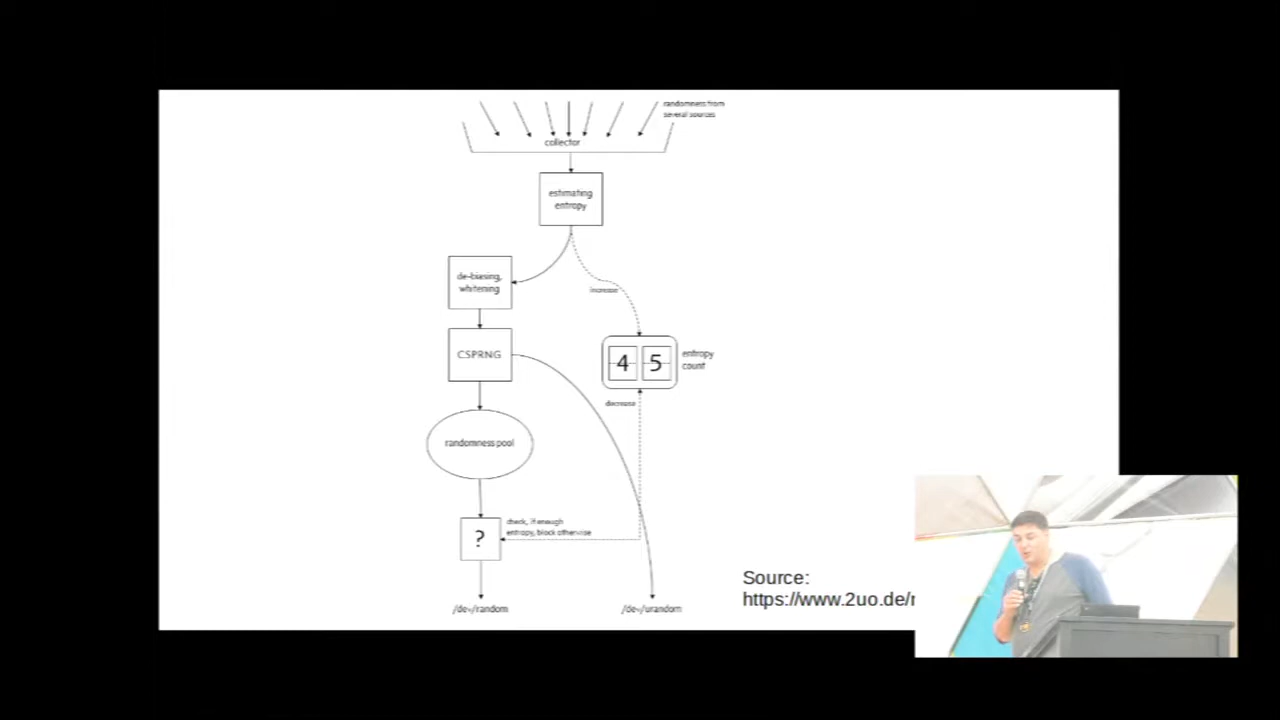 randomness from
several sources
collector
estimating
entropy
de-biasing,
whitening
increase
CSPRNG
4 5
entropy
count
decrease
randomness pool
check, if enough
entropy, block otherwise
?
/dev/random
/dev/urandom
Source:
https://www.2uo.de/